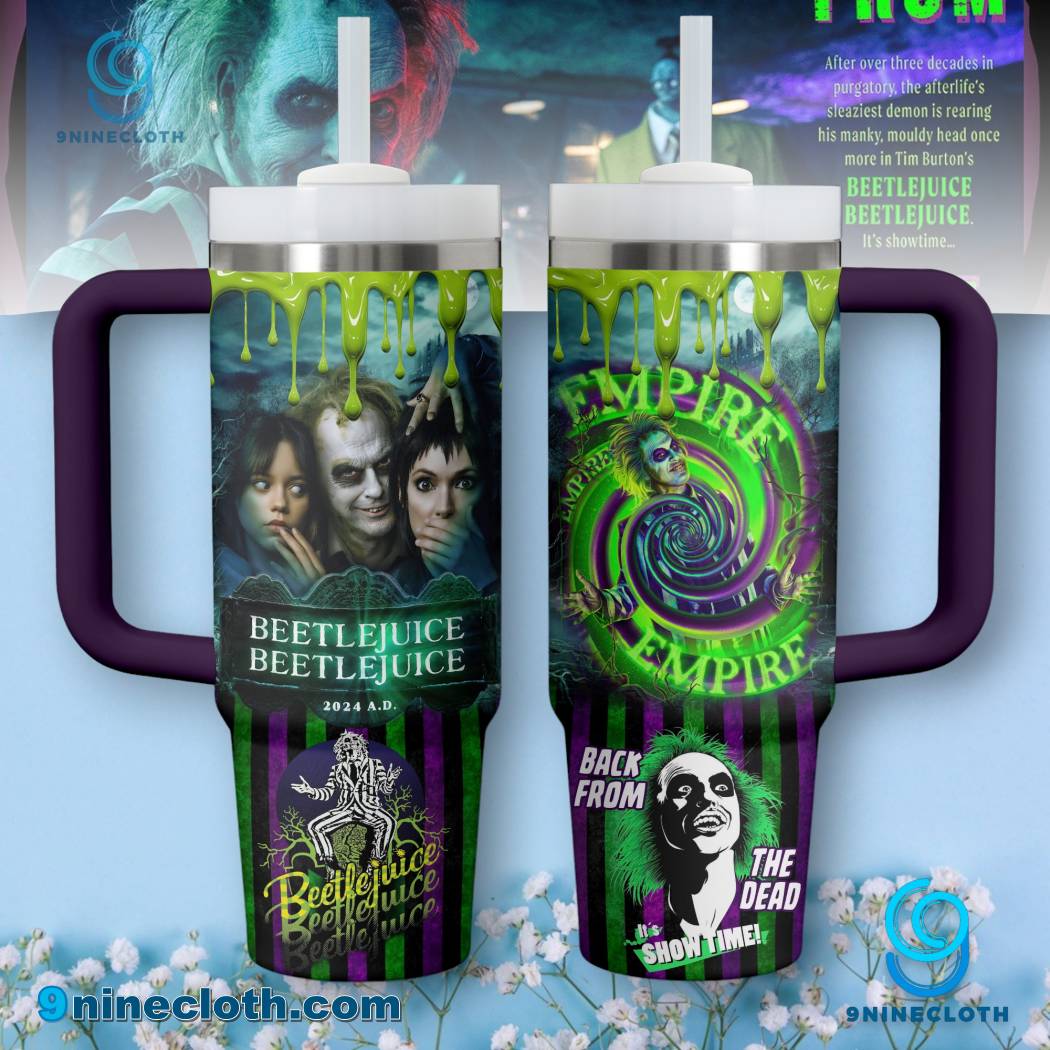 FROM
After over three decades in
purgatory, the afterlife's
sleaziest demon is rearing
his manky, mouldy head once
more in Tim Burton's
BEETLEJUICE
BEETLEJUICE.
It's showtime...
9NINECLOTH
BEETLEJUICE
BEETLEJUICE
2024 A.D.
Beetlejuice
Beetlejuice
Beetlejuice
EMPIRE
EMPIRE
EMPIRE
BACK
FROM
THE
DEAD
It's
SHOW TIME!
9ninecloth.com
9NINECLOTH